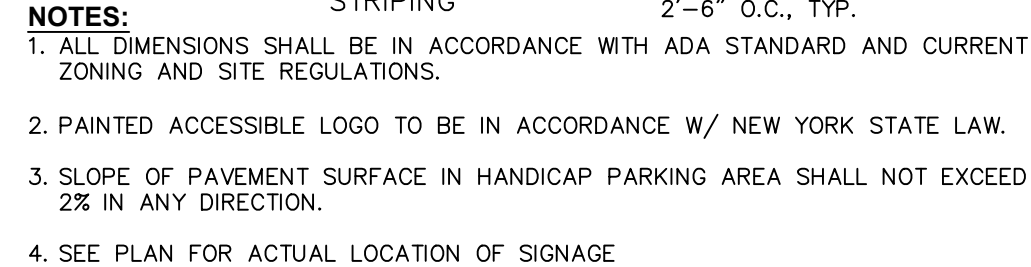 STRIPING
2'-6" O.C., TYP.
NOTES:
1. ALL DIMENSIONS SHALL BE IN ACCORDANCE WITH ADA STANDARD AND CURRENT
ZONING AND SITE REGULATIONS.
2. PAINTED ACCESSIBLE LOGO TO BE IN ACCORDANCE W/ NEW YORK STATE LAW.
3. SLOPE OF PAVEMENT SURFACE IN HANDICAP PARKING AREA SHALL NOT EXCEED
2% IN ANY DIRECTION.
4. SEE PLAN FOR ACTUAL LOCATION OF SIGNAGE